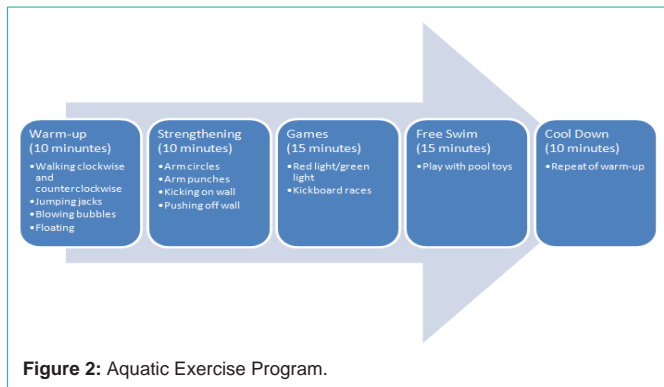 Warm-up
(10 minuntes)
•Walking clockwise
and
counterclockwise
•Jumping jacks
•Blowing bubbles
•Floating
Strengthening
(10 minutes)
•Arm circles
•Arm punches
•Kicking on wall
•Pushing off wall
Games
(15 minutes)
•Red light/green
light
•Kickboard races
Free Swim
(15 minutes)
•Play with pool toys
Cool Down
(10 minutes)
•Repeat of warm-up
Figure 2: Aquatic Exercise Program.